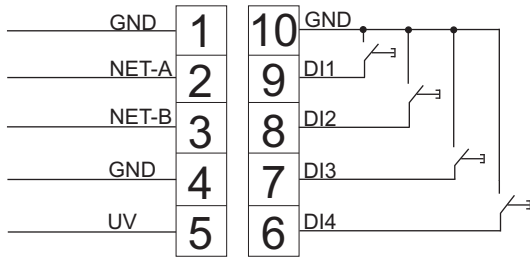 GND 1 10 GND
NET-A 2 9 DI1
NET-B 3 8 DI2
GND 4 7 DI3
UV 5 6 DI4